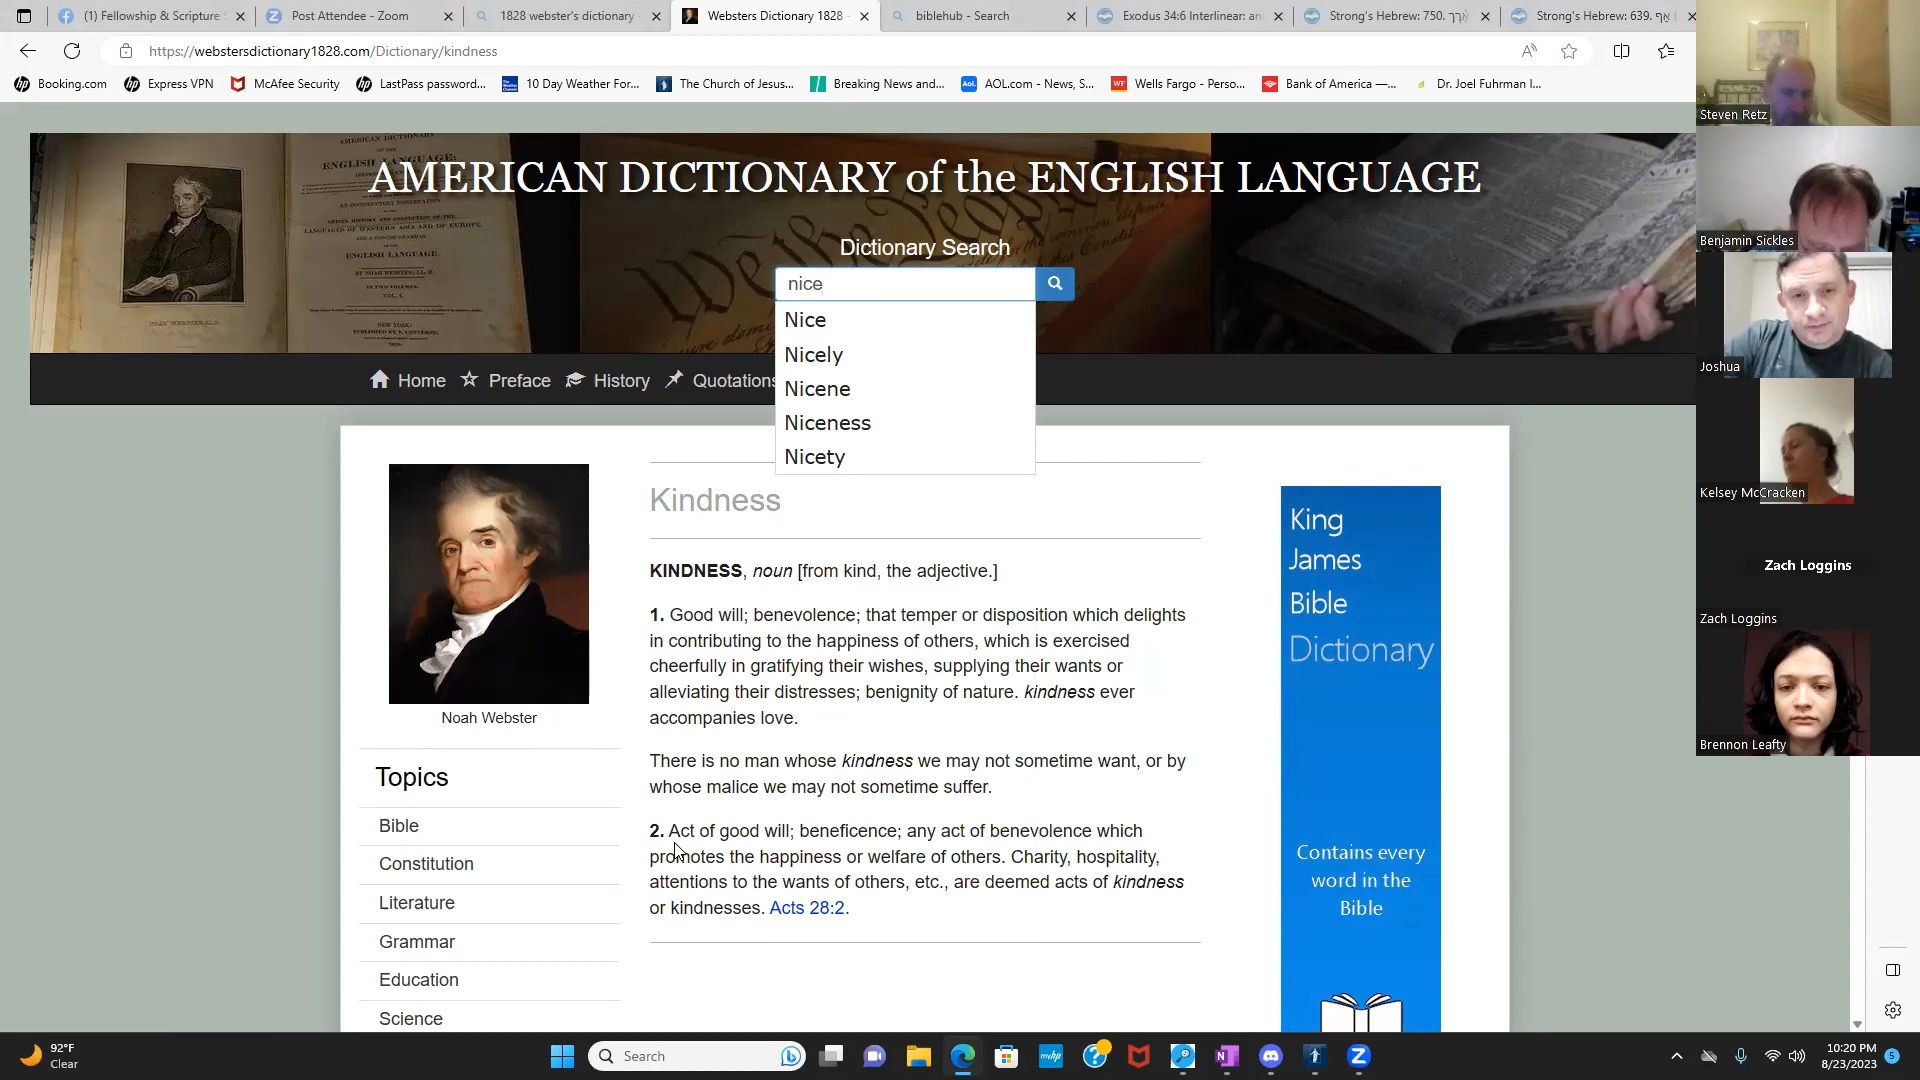 (1) Fellowship & Scripture
Post Attendee - Zoom
1828 webster's dictionary -
Websters Dictionary 1828 -
biblehub - Search
Exodus 34:6 Interlinear: an
Strong's Hebrew: 750. אָרֵךְ
Strong's Hebrew: 639. אַף (
https://webstersdictionary1828.com/Dictionary/kindness
Booking.com
Express VPN
McAfee Security
LastPass password...
10 Day Weather For...
The Church of Jesus...
Breaking News and...
AOL.com - News, S...
Wells Fargo - Perso...
Bank of America —...
Dr. Joel Fuhrman I...
AMERICAN DICTIONARY of the ENGLISH LANGUAGE
Dictionary Search
nice
Nice
Nicely
Nicene
Niceness
Nicety
Home
Preface
History
Quotations
Noah Webster
Topics
Bible
Constitution
Literature
Grammar
Education
Science
Kindness
KINDNESS, noun [from kind, the adjective.]
1. Good will; benevolence; that temper or disposition which delights
in contributing to the happiness of others, which is exercised
cheerfully in gratifying their wishes, supplying their wants or
alleviating their distresses; benignity of nature. kindness ever
accompanies love.
There is no man whose kindness we may not sometime want, or by
whose malice we may not sometime suffer.
2. Act of good will; beneficence; any act of benevolence which
promotes the happiness or welfare of others. Charity, hospitality,
attentions to the wants of others, etc., are deemed acts of kindness
or kindnesses. Acts 28:2.
King
James
Bible
Dictionary
Contains every
word in the
Bible
Steven Retz
Benjamin Sickles
Joshua
Kelsey McCracken
Zach Loggins
Zach Loggins
Brennon Leafty
92°F
Clear
Search
10:20 PM
8/23/2023
5